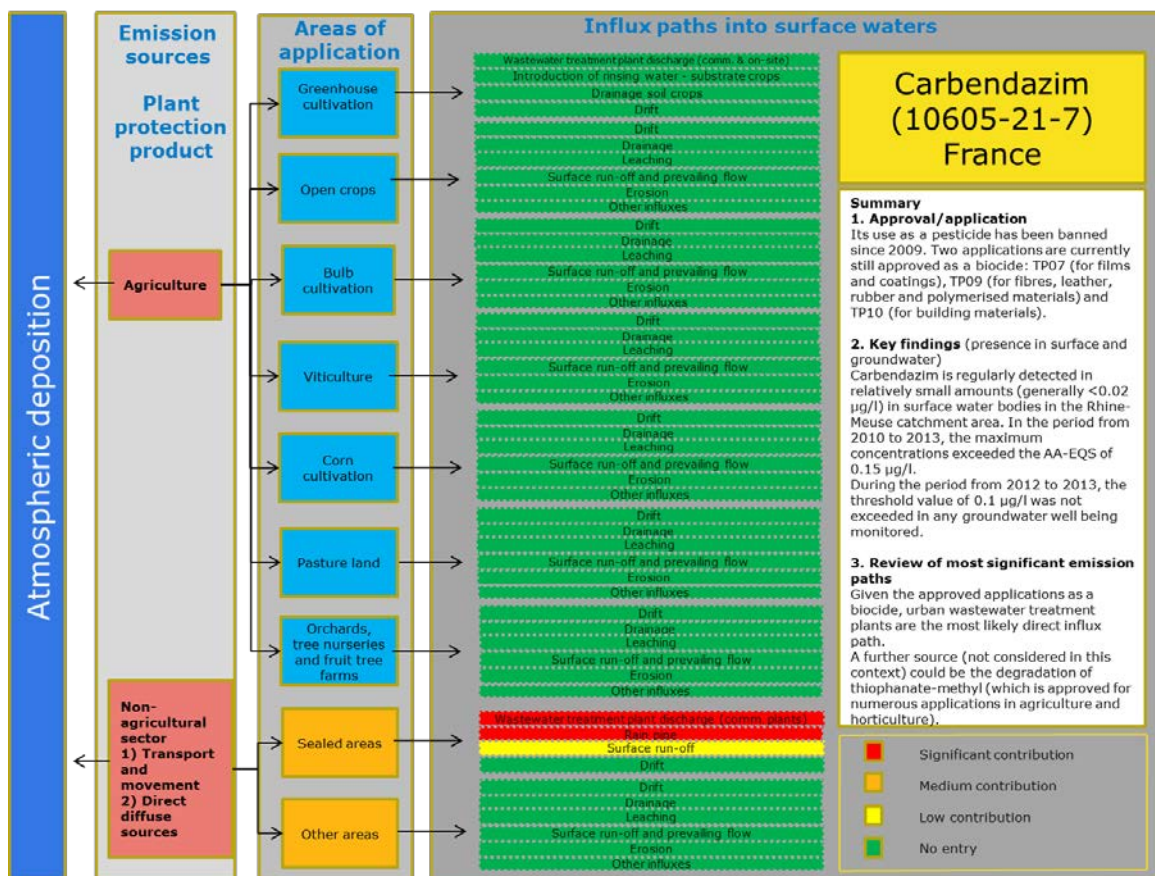 Atmospheric deposition
Emission
sources
Plant
protection
product
Agriculture
Non-
agricultural
sector
1) Transport
and
movement
2) Direct
diffuse
sources
Areas of
application
Greenhouse
cultivation
Open crops
Bulb
cultivation
Viticulture
Corn
cultivation
Pasture land
Orchards,
tree nurseries
and fruit tree
farms
Sealed areas
Other areas
Influx paths into surface waters
Wastewater treatment plant discharge (comm. & on-site)
Introduction of rinsing water - substrate crops
Drainage soil crops
Drift
Drift
Drainage
Leaching
Surface run-off and prevailing flow
Erosion
Other influxes
Drift
Drainage
Leaching
Surface run-off and prevailing flow
Erosion
Other influxes
Drift
Drainage
Leaching
Surface run-off and prevailing flow
Erosion
Other influxes
Drift
Drainage
Leaching
Surface run-off and prevailing flow
Erosion
Other influxes
Drift
Drainage
Leaching
Surface run-off and prevailing flow
Erosion
Other influxes
Drift
Drainage
Leaching
Surface run-off and prevailing flow
Erosion
Other influxes
Wastewater treatment plant discharge (comm. plants)
Rain pipe
Surface run-off
Drift
Drift
Drainage
Leaching
Surface run-off and prevailing flow
Erosion
Other influxes
Carbendazim
(10605-21-7)
France
Summary
1. Approval/application
Its use as a pesticide has been banned
since 2009. Two applications are currently
still approved as a biocide: TP07 (for films
and coatings), TP09 (for fibres, leather,
rubber and polymerised materials) and
TP10 (for building materials).
2. Key findings (presence in surface and
groundwater)
Carbendazim is regularly detected in
relatively small amounts (generally <0.02
µg/l) in surface water bodies in the Rhine-
Meuse catchment area. In the period from
2010 to 2013, the maximum
concentrations exceeded the AA-EQS of
0.15 µg/l.
During the period from 2012 to 2013, the
threshold value of 0.1 µg/l was not
exceeded in any groundwater well being
monitored.
3. Review of most significant emission
paths
Given the approved applications as a
biocide, urban wastewater treatment
plants are the most likely direct influx
path.
A further source (not considered in this
context) could be the degradation of
thiophanate-methyl (which is approved for
numerous applications in agriculture and
horticulture).
Significant contribution
Medium contribution
Low contribution
No entry